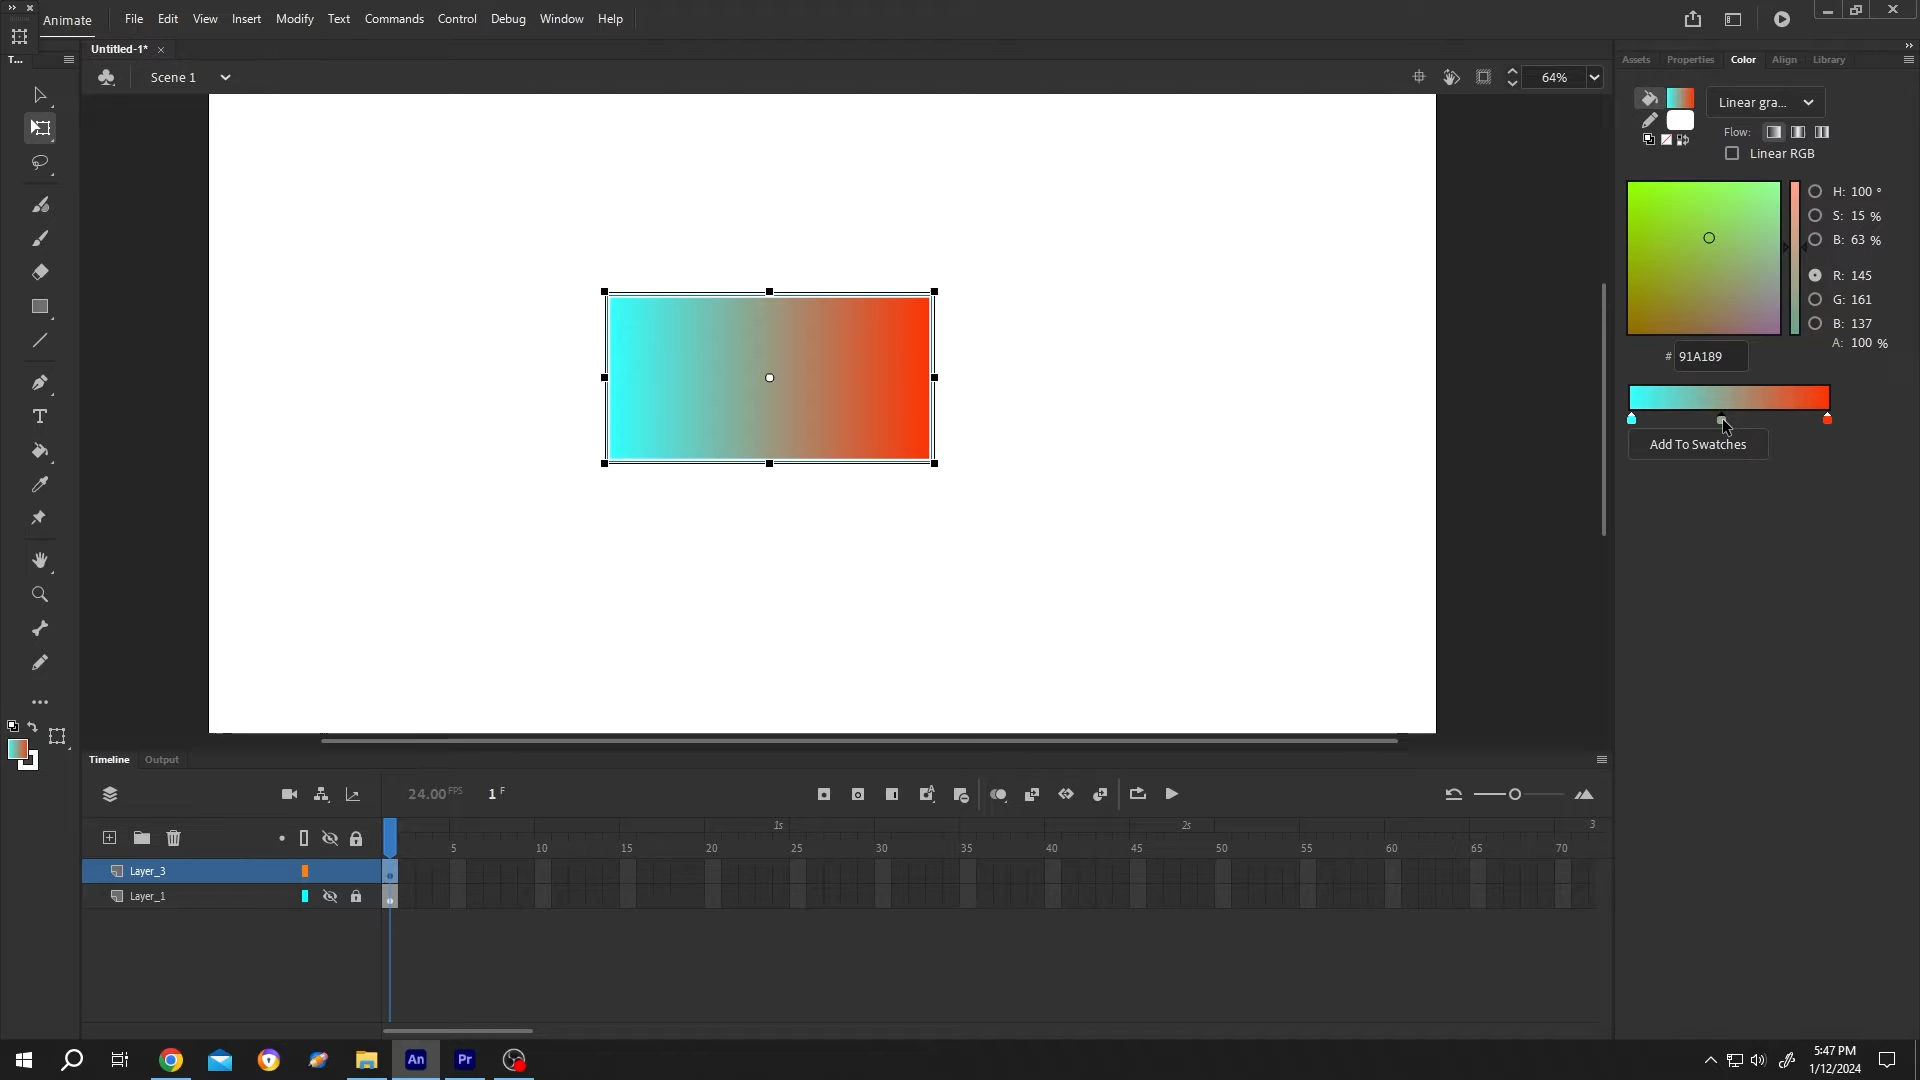 Animate
File Edit View Insert Modify Text Commands Control Debug Window Help
T...
Untitled-1*
Scene 1
64%
Assets Properties Color Align Library
Linear gra...
Flow:
Linear RGB
H: 100 °
S: 15 %
B: 63 %
R: 145
G: 161
B: 137
A: 100 %
# 91A189
Add To Swatches
Timeline Output
24.00 FPS 1 F
1s 2s 3
5 10 15 20 25 30 35 40 45 50 55 60 65 70
Layer_3
Layer_1
An Pr
5:47 PM
1/12/2024